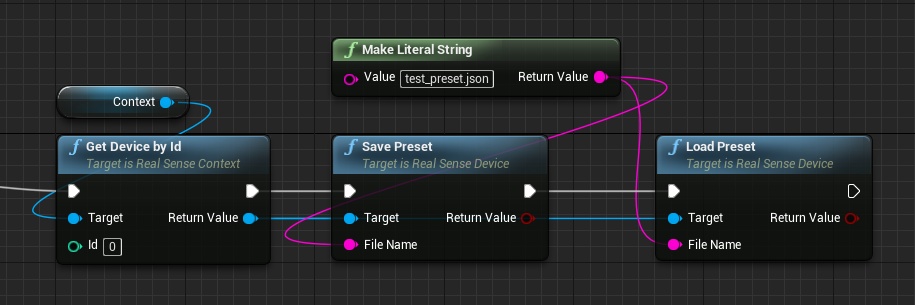 f Make Literal String
Value test_preset.json Return Value
Context
f Get Device by Id
Target is Real Sense Context
Target Return Value
Id 0
f Save Preset
Target is Real Sense Device
Target Return Value
File Name
f Load Preset
Target is Real Sense Device
Target Return Value
File Name